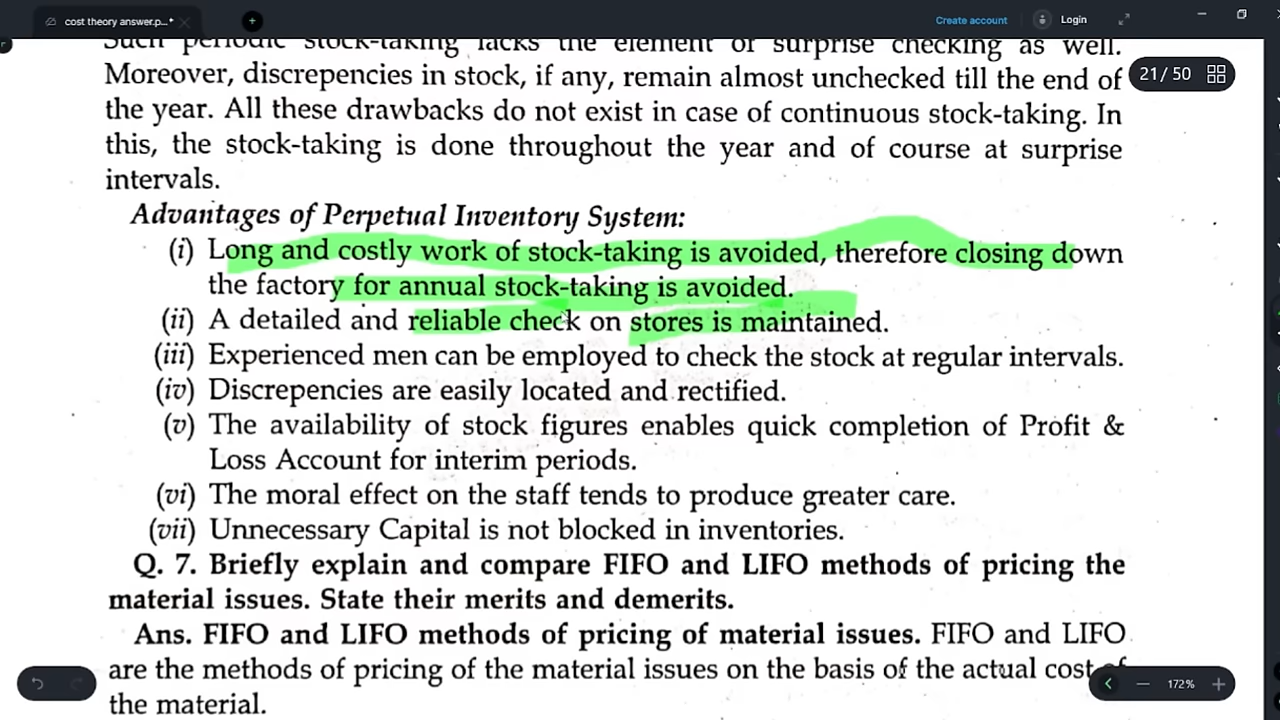 cost theory answer.p...*
Create account
Login
Such periodic stock-taking lacks the element of surprise checking as well.
Moreover, discrepencies in stock, if any, remain almost unchecked till the end of
21 / 50
the year. All these drawbacks do not exist in case of continuous stock-taking. In
this, the stock-taking is done throughout the year and of course at surprise
intervals.
Advantages of Perpetual Inventory System:
(i) Long and costly work of stock-taking is avoided, therefore closing down
the factory for annual stock-taking is avoided.
(ii) A detailed and reliable check on stores is maintained.
(iii) Experienced men can be employed to check the stock at regular intervals.
(iv) Discrepencies are easily located and rectified.
(v) The availability of stock figures enables quick completion of Profit &
Loss Account for interim periods.
(vi) The moral effect on the staff tends to produce greater care.
(vii) Unnecessary Capital is not blocked in inventories.
Q. 7. Briefly explain and compare FIFO and LIFO methods of pricing the
material issues. State their merits and demerits.
Ans. FIFO and LIFO methods of pricing of material issues. FIFO and LIFO
are the methods of pricing of the material issues on the basis of the actual cost of
the material.
172%